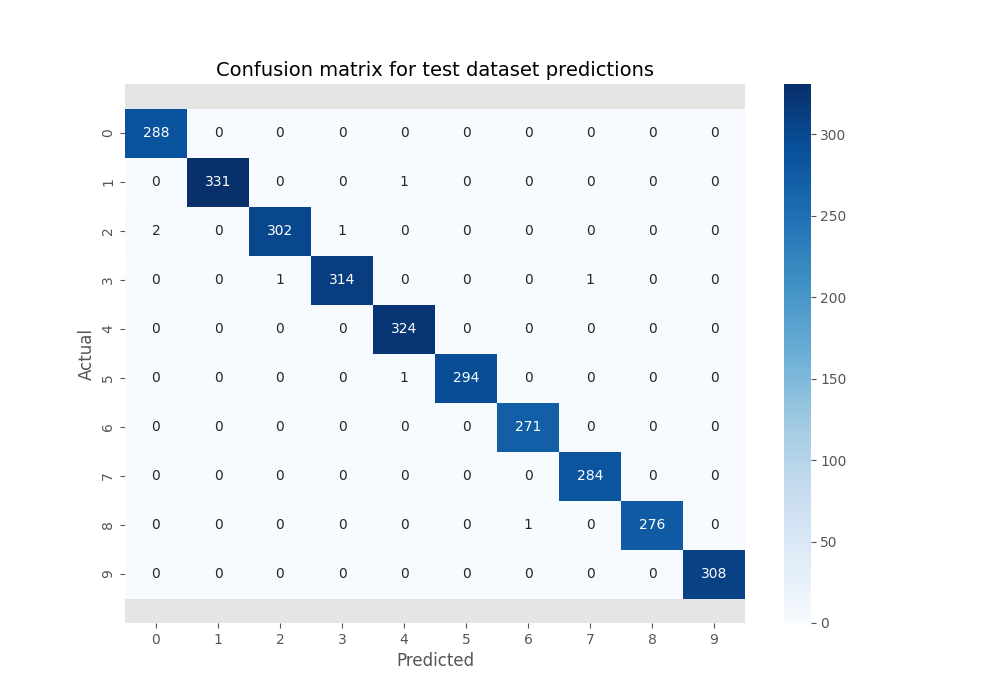 Confusion matrix for test dataset predictions
0 288 0 0 0 0 0 0 0 0 0
1 0 331 0 0 1 0 0 0 0 0
2 2 0 302 1 0 0 0 0 0 0
3 0 0 1 314 0 0 0 1 0 0
4 0 0 0 0 324 0 0 0 0 0
5 0 0 0 0 1 294 0 0 0 0
6 0 0 0 0 0 0 271 0 0 0
7 0 0 0 0 0 0 0 284 0 0
8 0 0 0 0 0 0 1 0 276 0
9 0 0 0 0 0 0 0 0 0 308
0 1 2 3 4 5 6 7 8 9
Predicted
Actual
300
250
200
150
100
50
0